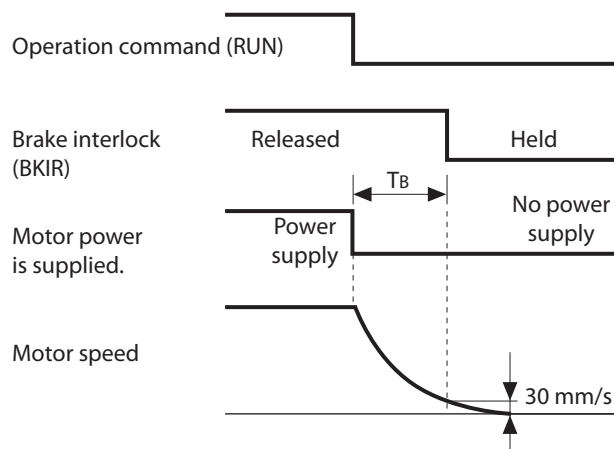 Operation command (RUN)
Brake interlock
(BKIR)
Released
Held
TB
Motor power
is supplied.
Power
supply
No power
supply
Motor speed
30 mm/s